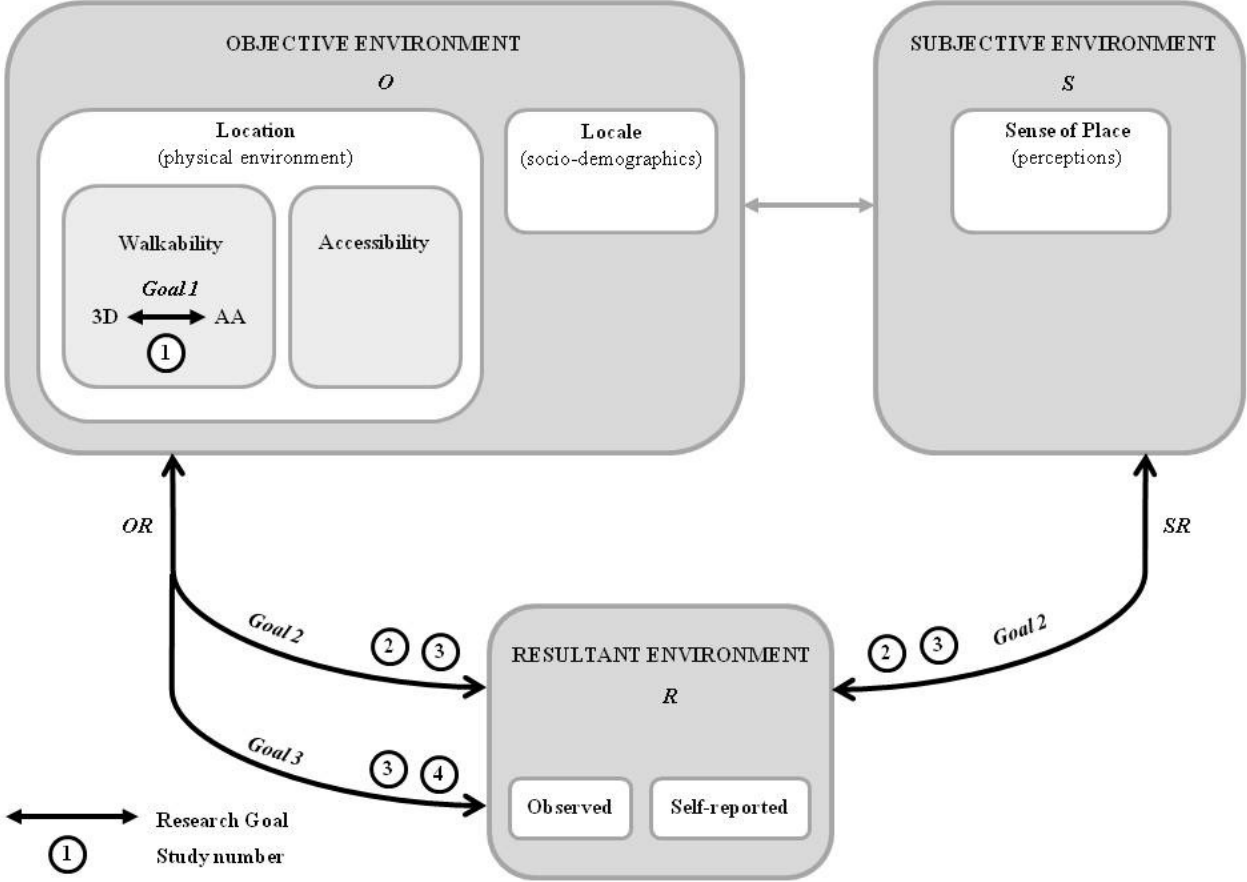 OBJECTIVE ENVIRONMENT
O
Location
(physical environment)
Walkability
Goal 1
3D AA
1
Accessibility
Locale
(socio-demographics)
SUBJECTIVE ENVIRONMENT
S
Sense of Place
(perceptions)
OR
SR
Goal 2
2 3
Goal 3
3 4
RESULTANT ENVIRONMENT
R
Observed
Self-reported
2 3
Goal 2
Research Goal
1
Study number